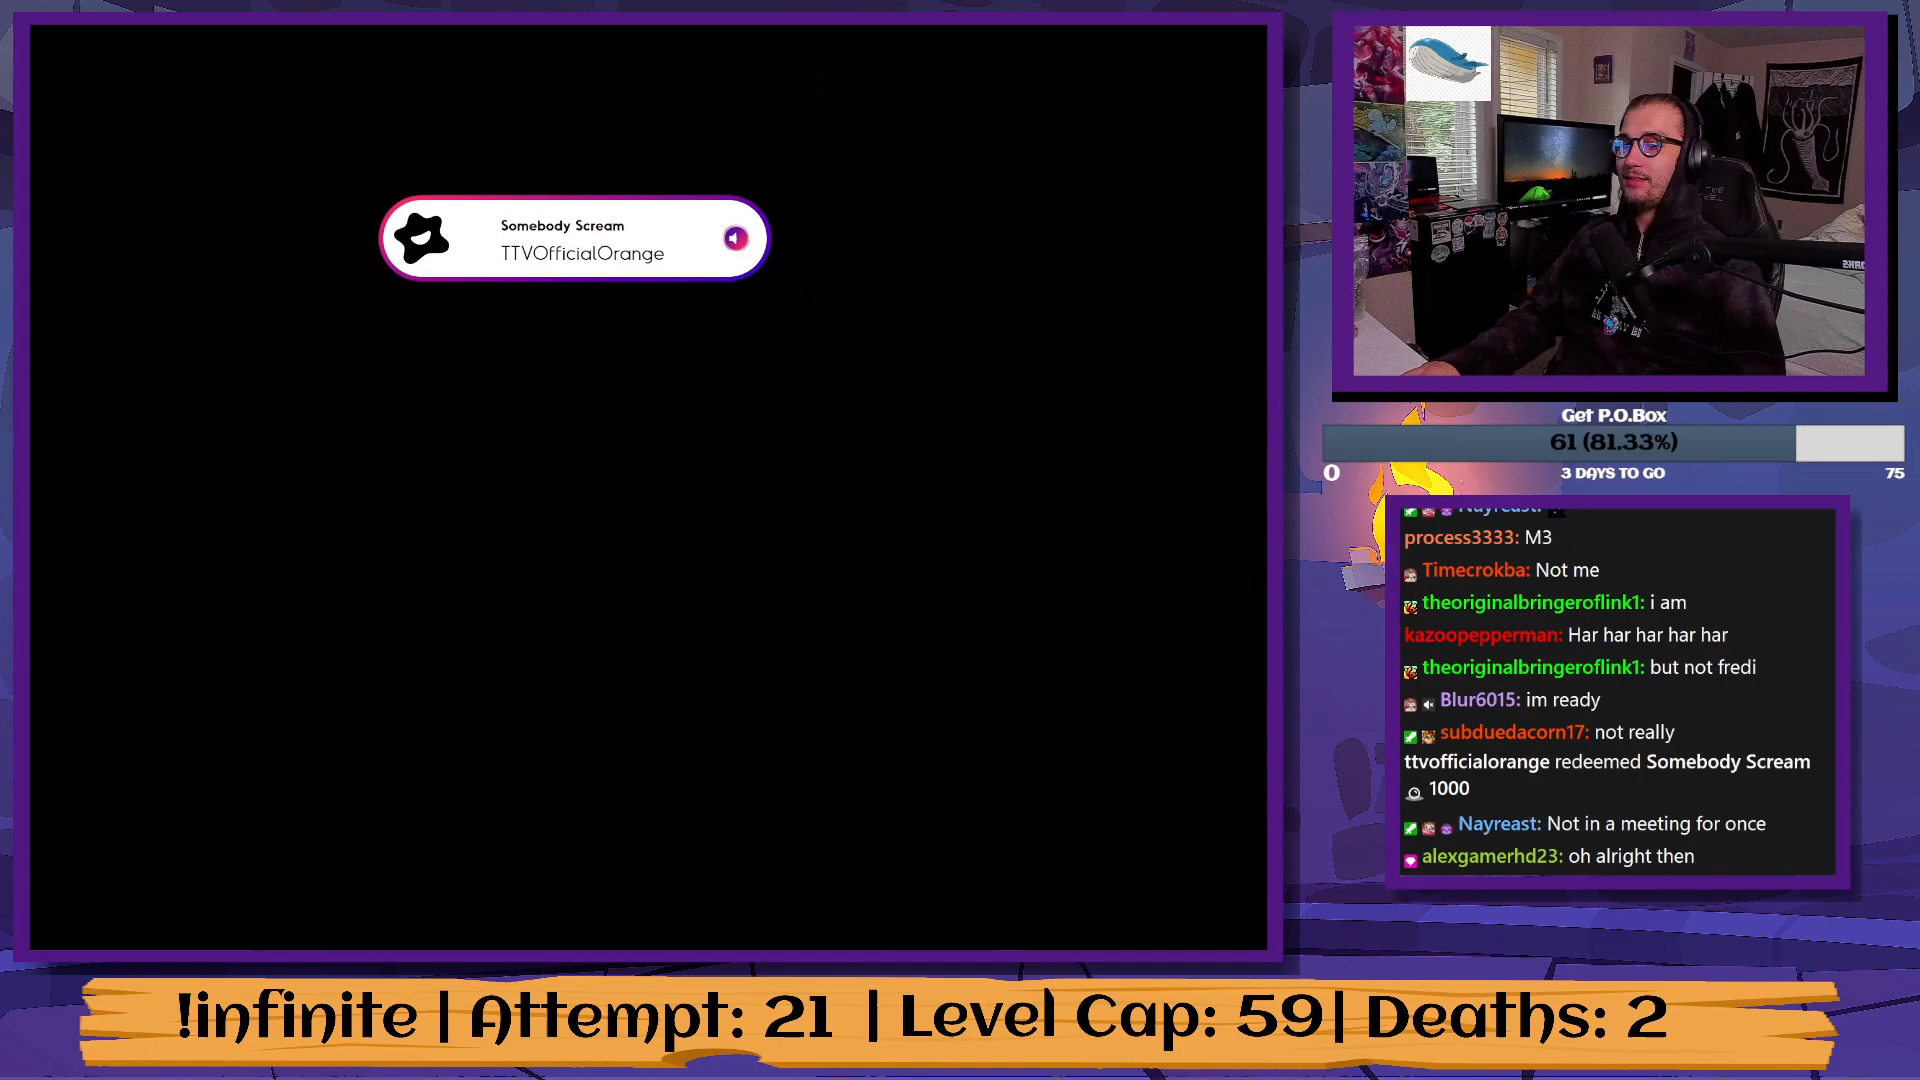 Somebody Scream
TTVOfficialOrange
Get P.O.Box
61 (81.33%)
0
3 DAYS TO GO
75
Nayreast:
process3333: M3
Timecrokba: Not me
theoriginalbringeroflink1: i am
kazoopepperman: Har har har har har
theoriginalbringeroflink1: but not fredi
Blur6015: im ready
subduedacorn17: not really
ttvofficialorange redeemed Somebody Scream
1000
Nayreast: Not in a meeting for once
alexgamerhd23: oh alright then
!infinite | Attempt: 21 | Level Cap: 59| Deaths: 2